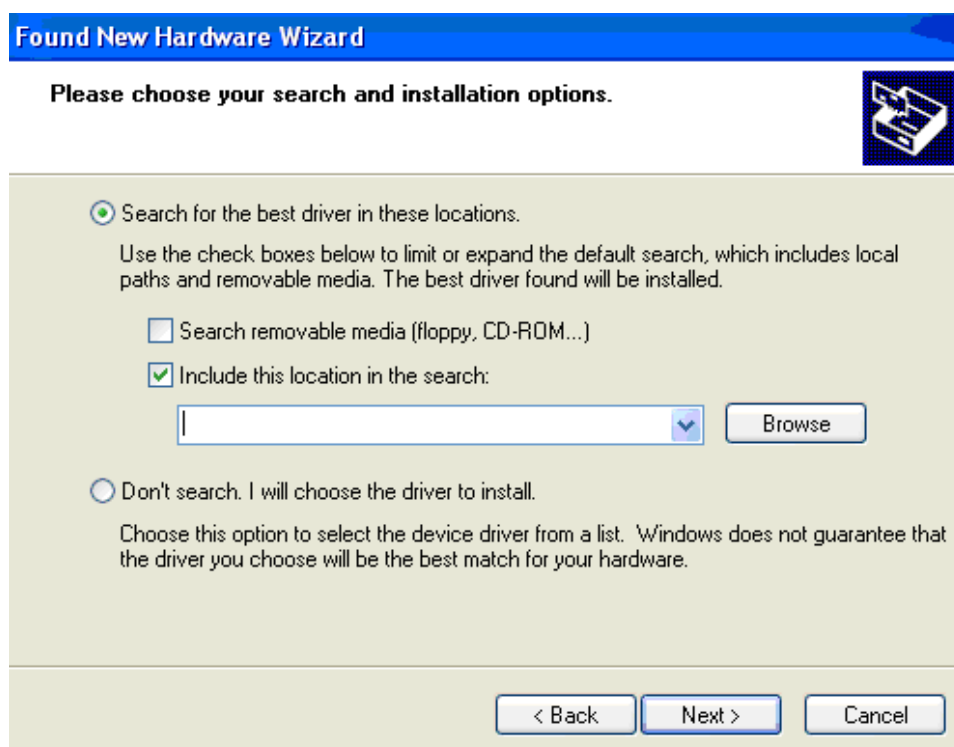 Found New Hardware Wizard
Please choose your search and installation options.
Search for the best driver in these locations.
Use the check boxes below to limit or expand the default search, which includes local
paths and removable media. The best driver found will be installed.
Search removable media (floppy, CD-ROM...)
Include this location in the search:
Browse
Don't search. I will choose the driver to install.
Choose this option to select the device driver from a list.  Windows does not guarantee that
the driver you choose will be the best match for your hardware.
< Back   Next >   Cancel